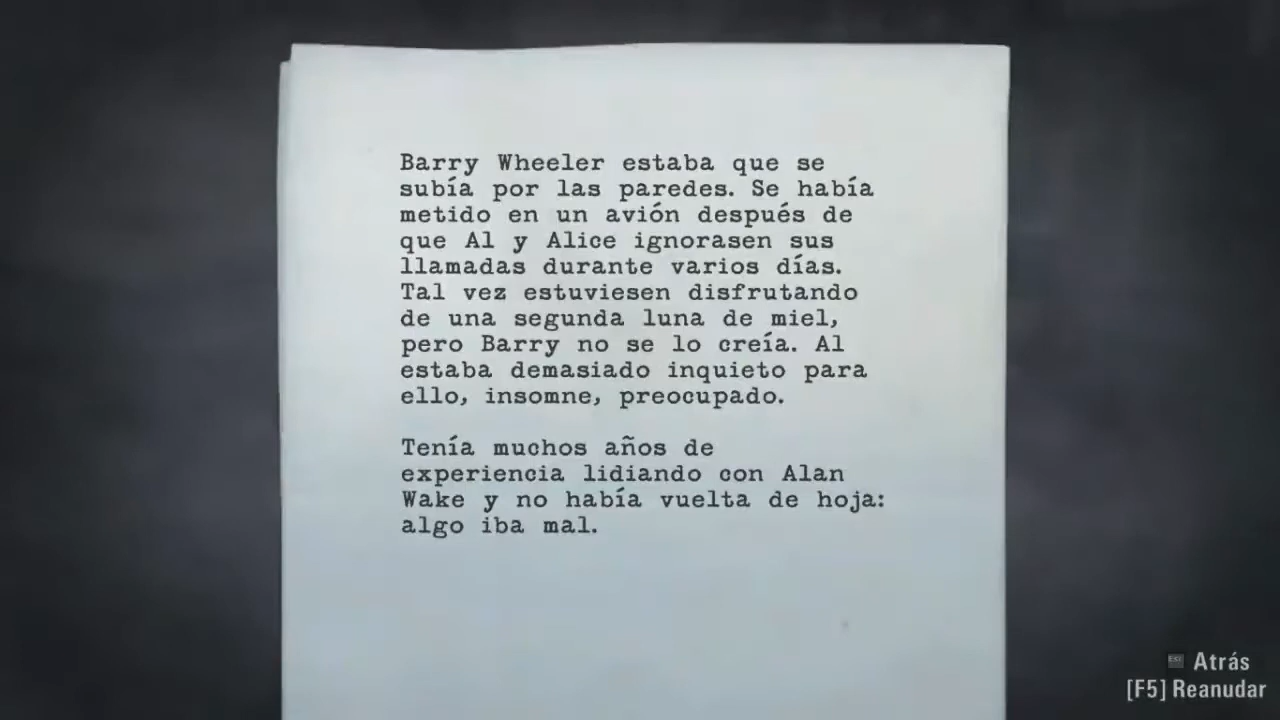 Barry Wheeler estaba que se
subía por las paredes. Se había
metido en un avión después de
que Al y Alice ignorasen sus
llamadas durante varios días.
Tal vez estuviesen disfrutando
de una segunda luna de miel,
pero Barry no se lo creía. Al
estaba demasiado inquieto para
ello, insomne, preocupado.
Tenía muchos años de
experiencia lidiando con Alan
Wake y no había vuelta de hoja:
algo iba mal.
Atrás
[F5] Reanudar